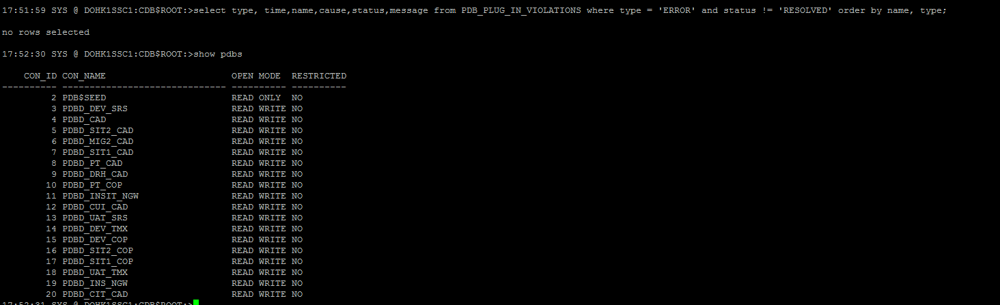 17:51:59 SYS @ DOHK1SSC1:CDB$ROOT:>select type, time,name,cause,status,message from PDB_PLUG_IN_VIOLATIONS where type = 'ERROR' and status != 'RESOLVED' order by name, type;
no rows selected
17:52:30 SYS @ DOHK1SSC1:CDB$ROOT:>show pdbs
    CON_ID CON_NAME                       OPEN MODE  RESTRICTED
---------- ------------------------------ ---------- ----------
         2 PDB$SEED                       READ ONLY  NO
         3 PDBD_DEV_SRS                   READ WRITE NO
         4 PDBD_CAD                       READ WRITE NO
         5 PDBD_SIT2_CAD                  READ WRITE NO
         6 PDBD_MIG2_CAD                  READ WRITE NO
         7 PDBD_SIT1_CAD                  READ WRITE NO
         8 PDBD_PT_CAD                    READ WRITE NO
         9 PDBD_DRH_CAD                   READ WRITE NO
        10 PDBD_PT_COP                    READ WRITE NO
        11 PDBD_INSIT_NGW                 READ WRITE NO
        12 PDBD_CUI_CAD                   READ WRITE NO
        13 PDBD_UAT_SRS                   READ WRITE NO
        14 PDBD_DEV_TMX                   READ WRITE NO
        15 PDBD_DEV_COP                   READ WRITE NO
        16 PDBD_SIT2_COP                  READ WRITE NO
        17 PDBD_SIT1_COP                  READ WRITE NO
        18 PDBD_UAT_TMX                   READ WRITE NO
        19 PDBD_INS_NGW                   READ WRITE NO
        20 PDBD_CIT_CAD                   READ WRITE NO
17:52:31 SYS @ DOHK1SSC1:CDB$ROOT:>